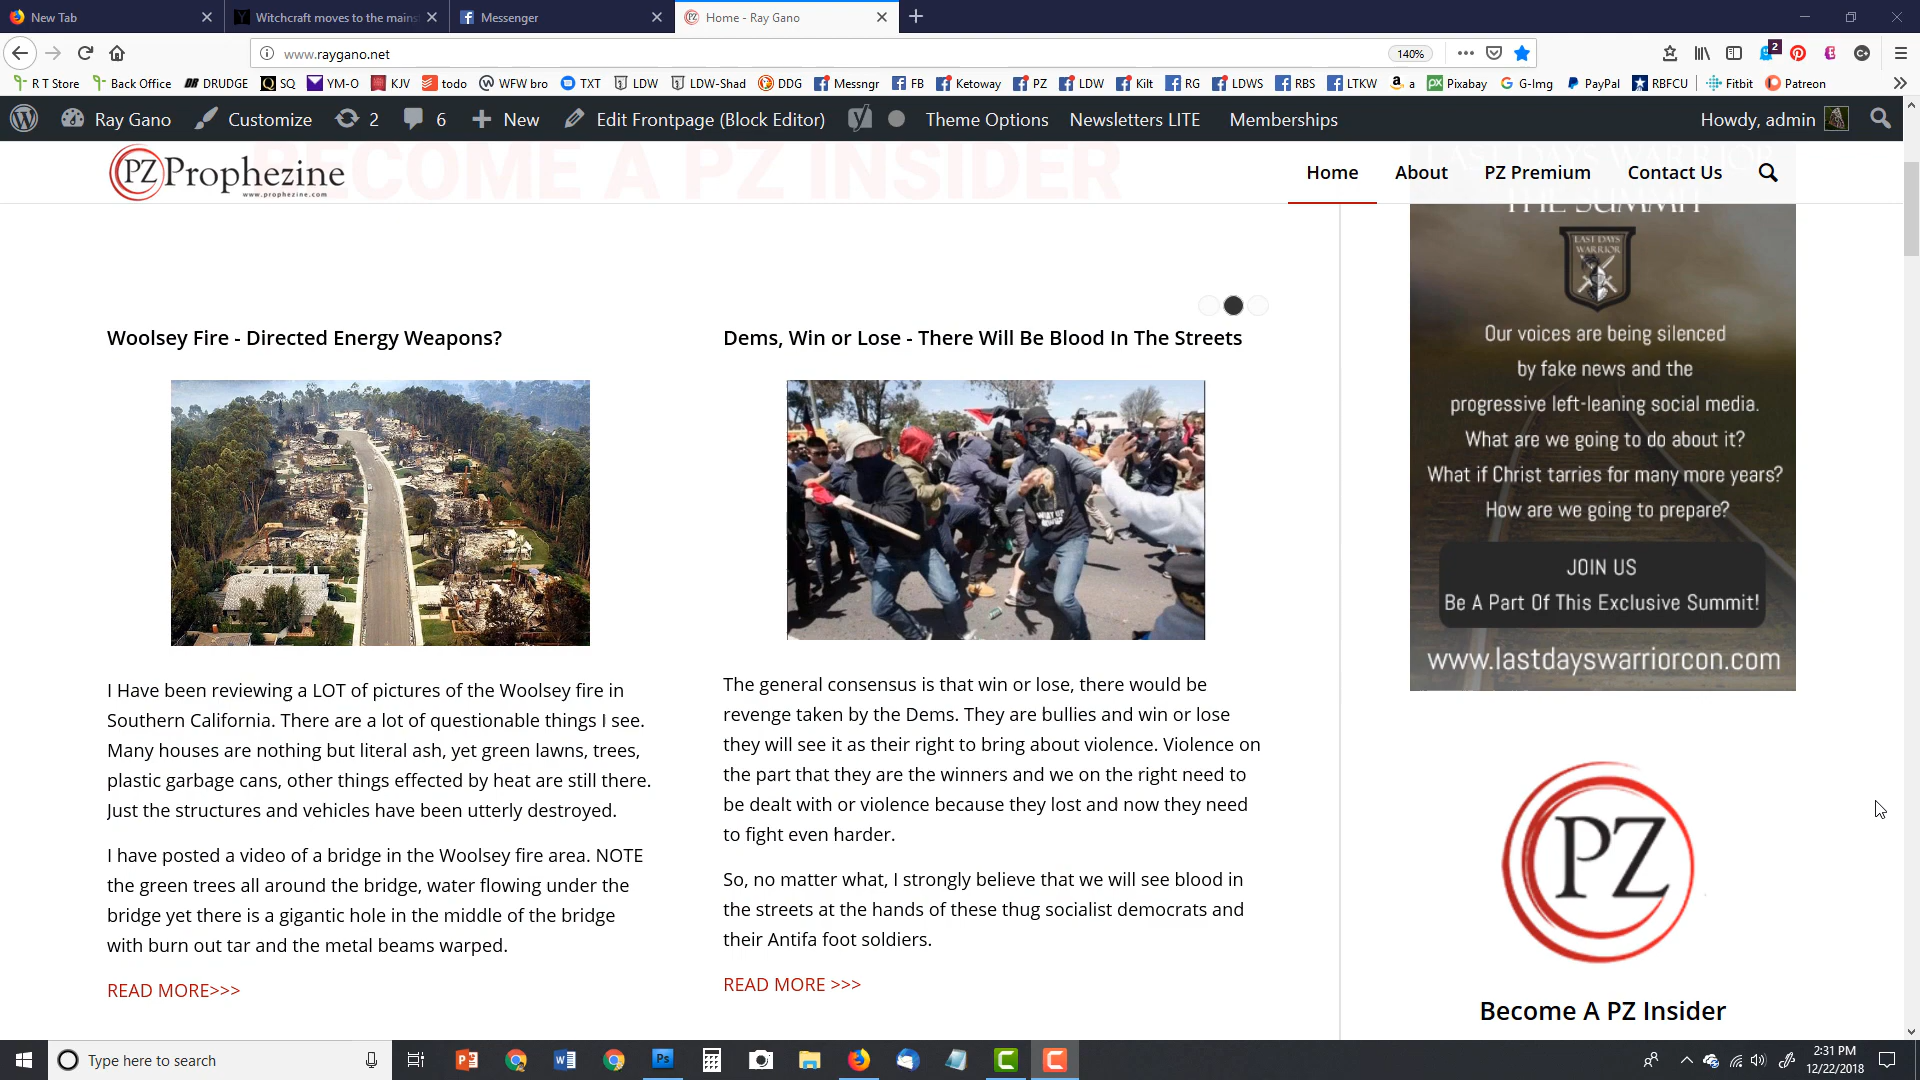 New Tab
Witchcraft moves to the mains
Messenger
Home - Ray Gano
www.raygano.net
140%
2
R T Store
Back Office
DRUDGE
SQ
YM-O
KJV
todo
WFW bro
TXT
LDW
LDW-Shad
DDG
Messngr
FB
Ketoway
PZ
LDW
Kilt
RG
LDWS
RBS
LTKW
a
Pixabay
G-Img
PayPal
RBFCU
Fitbit
Patreon
Ray Gano
Customize
2
6
New
Edit Frontpage (Block Editor)
Theme Options
Newsletters LITE
Memberships
Howdy, admin
BECOME A PZ INSIDER
PZ Prophezine
www.prophezine.com
Home
About
PZ Premium
Contact Us
LAST DAYS WARRIOR
THE SUMMIT
LAST DAYS
WARRIOR
Our voices are being silenced
by fake news and the
progressive left-leaning social media.
What are we going to do about it?
What if Christ tarries for many more years?
How are we going to prepare?
JOIN US
Be A Part Of This Exclusive Summit!
www.lastdayswarriorcon.com
Woolsey Fire - Directed Energy Weapons?
I Have been reviewing a LOT of pictures of the Woolsey fire in
Southern California. There are a lot of questionable things I see.
Many houses are nothing but literal ash, yet green lawns, trees,
plastic garbage cans, other things effected by heat are still there.
Just the structures and vehicles have been utterly destroyed.
I have posted a video of a bridge in the Woolsey fire area. NOTE
the green trees all around the bridge, water flowing under the
bridge yet there is a gigantic hole in the middle of the bridge
with burn out tar and the metal beams warped.
READ MORE>>>
Dems, Win or Lose - There Will Be Blood In The Streets
The general consensus is that win or lose, there would be
revenge taken by the Dems. They are bullies and win or lose
they will see it as their right to bring about violence. Violence on
the part that they are the winners and we on the right need to
be dealt with or violence because they lost and now they need
to fight even harder.
So, no matter what, I strongly believe that we will see blood in
the streets at the hands of these thug socialist democrats and
their Antifa foot soldiers.
READ MORE >>>
PZ
Become A PZ Insider
Type here to search
Ps
2:31 PM
12/22/2018